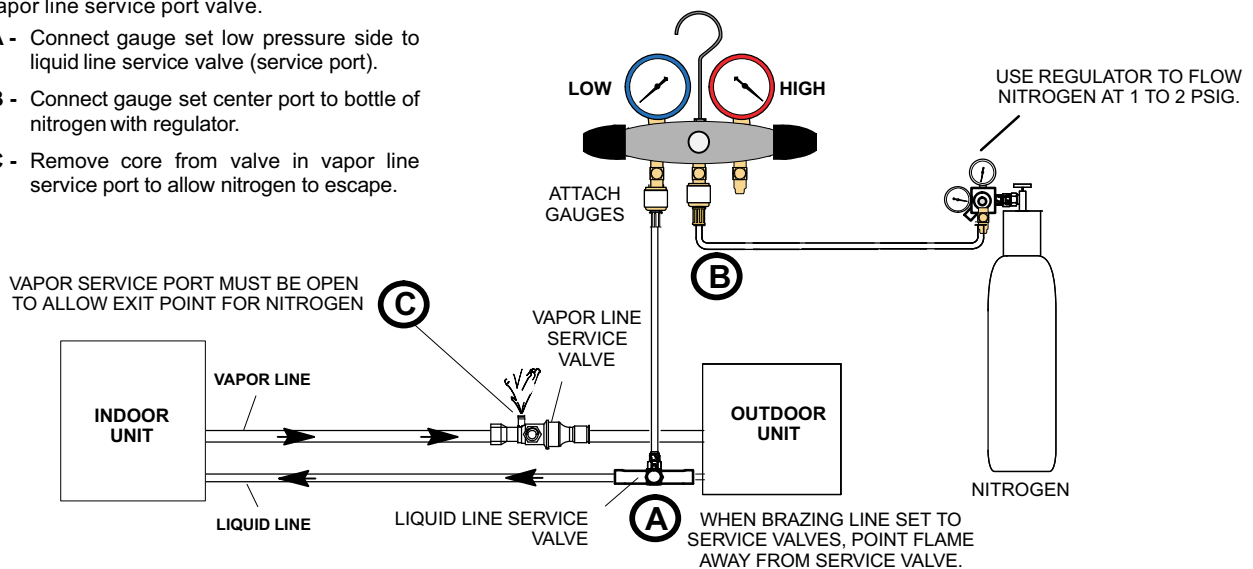 vapor line service port valve.
A - Connect gauge set low pressure side to
liquid line service valve (service port).
B - Connect gauge set center port to bottle of
nitrogen with regulator.
C - Remove core from valve in vapor line
service port to allow nitrogen to escape.
LOW
HIGH
USE REGULATOR TO FLOW
NITROGEN AT 1 TO 2 PSIG.
ATTACH
GAUGES
B
VAPOR SERVICE PORT MUST BE OPEN
TO ALLOW EXIT POINT FOR NITROGEN
C
VAPOR LINE
SERVICE
VALVE
VAPOR LINE
INDOOR
UNIT
OUTDOOR
UNIT
NITROGEN
LIQUID LINE
LIQUID LINE SERVICE
VALVE
A
WHEN BRAZING LINE SET TO
SERVICE VALVES, POINT FLAME
AWAY FROM SERVICE VALVE.